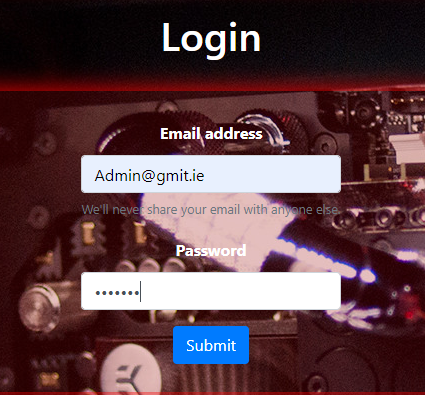 Login
Email address
Admin@gmit.ie
We'll never share your email with anyone else.
Password
•••••••
Submit